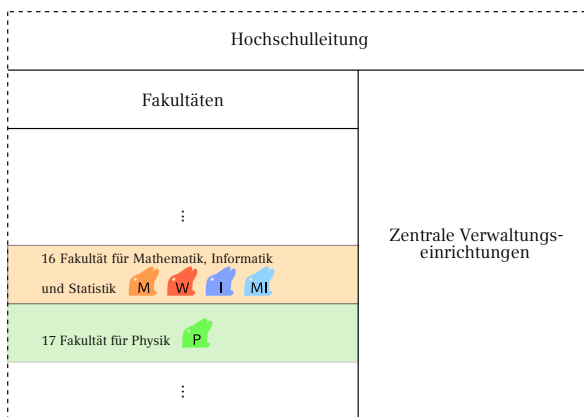 Hochschulleitung
Fakultäten
⋮
16 Fakultät für Mathematik, Informatik
und Statistik M W I MI
17 Fakultät für Physik P
⋮
Zentrale Verwaltungs-
einrichtungen